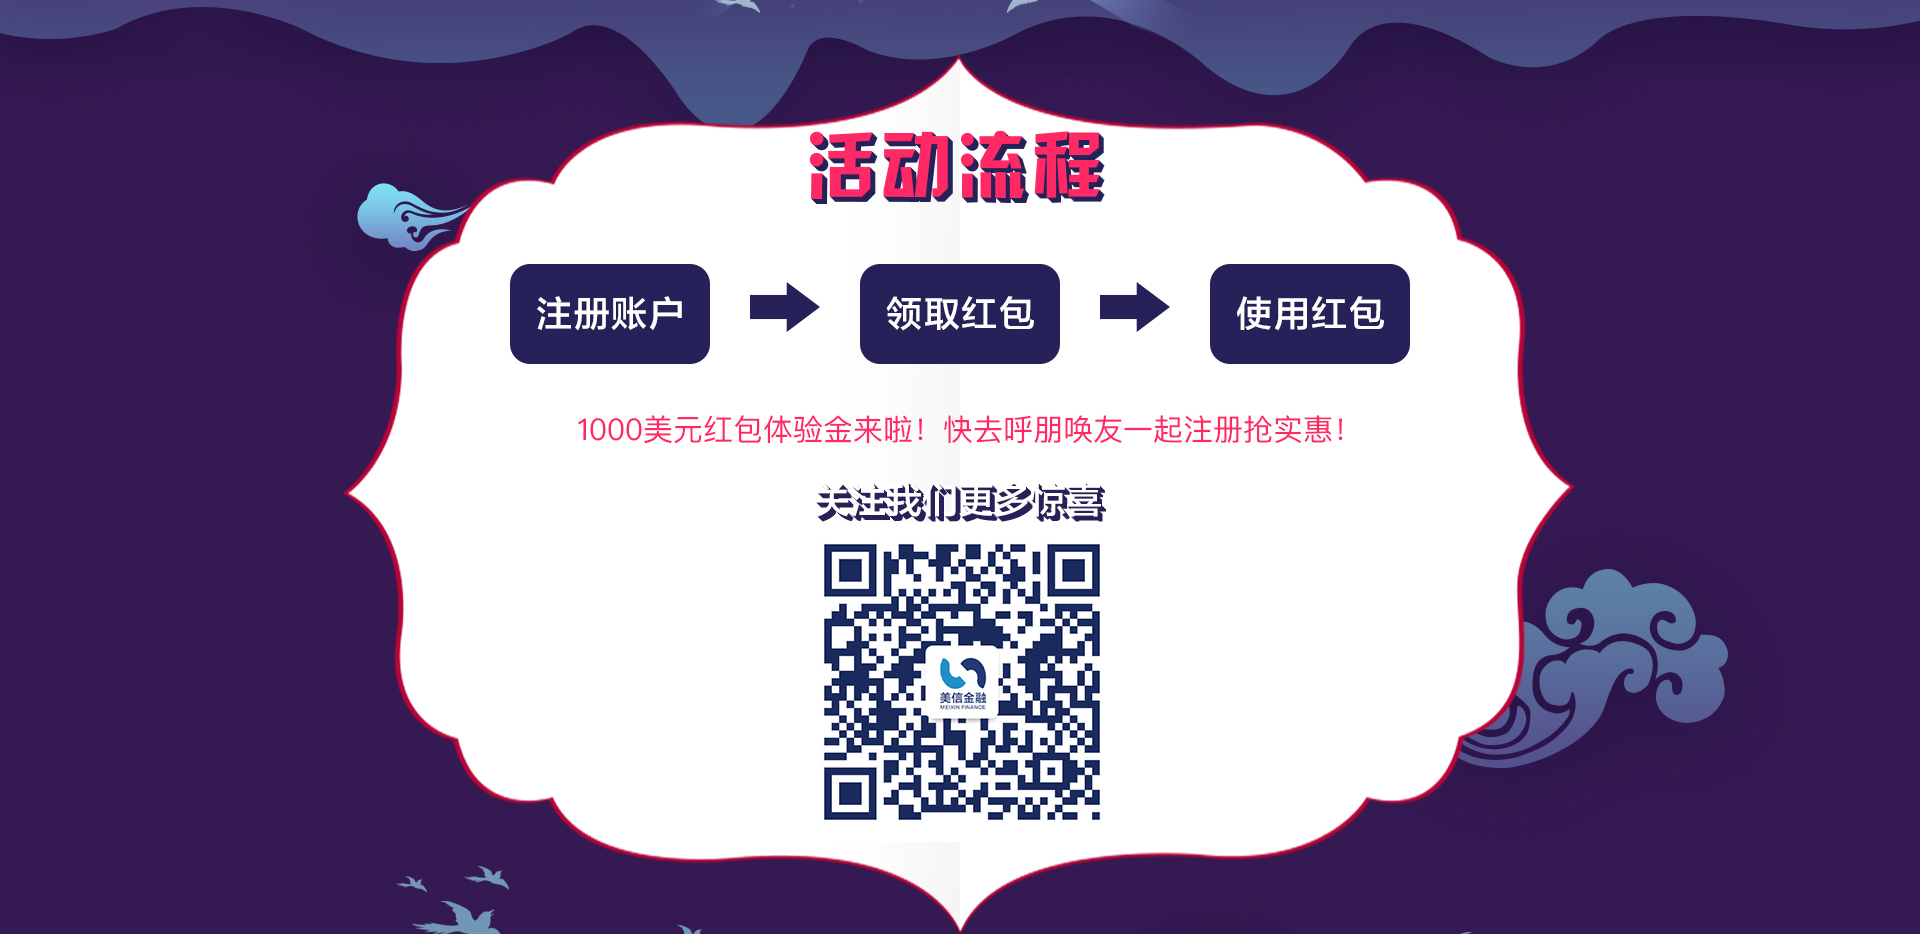 活动流程
注册账户 领取红包 使用红包
1000美元红包体验金来啦！快去呼朋唤友一起注册抢实惠！
关注我们更多惊喜
美信金融
MEIXIN FINANCE